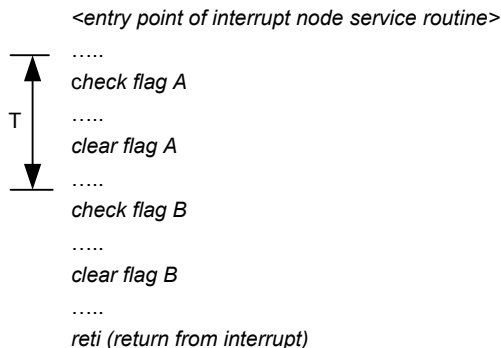 <entry point of interrupt node service routine>
…..
check flag A
T
…..
clear flag A
…..
check flag B
…..
clear flag B
…..
reti (return from interrupt)